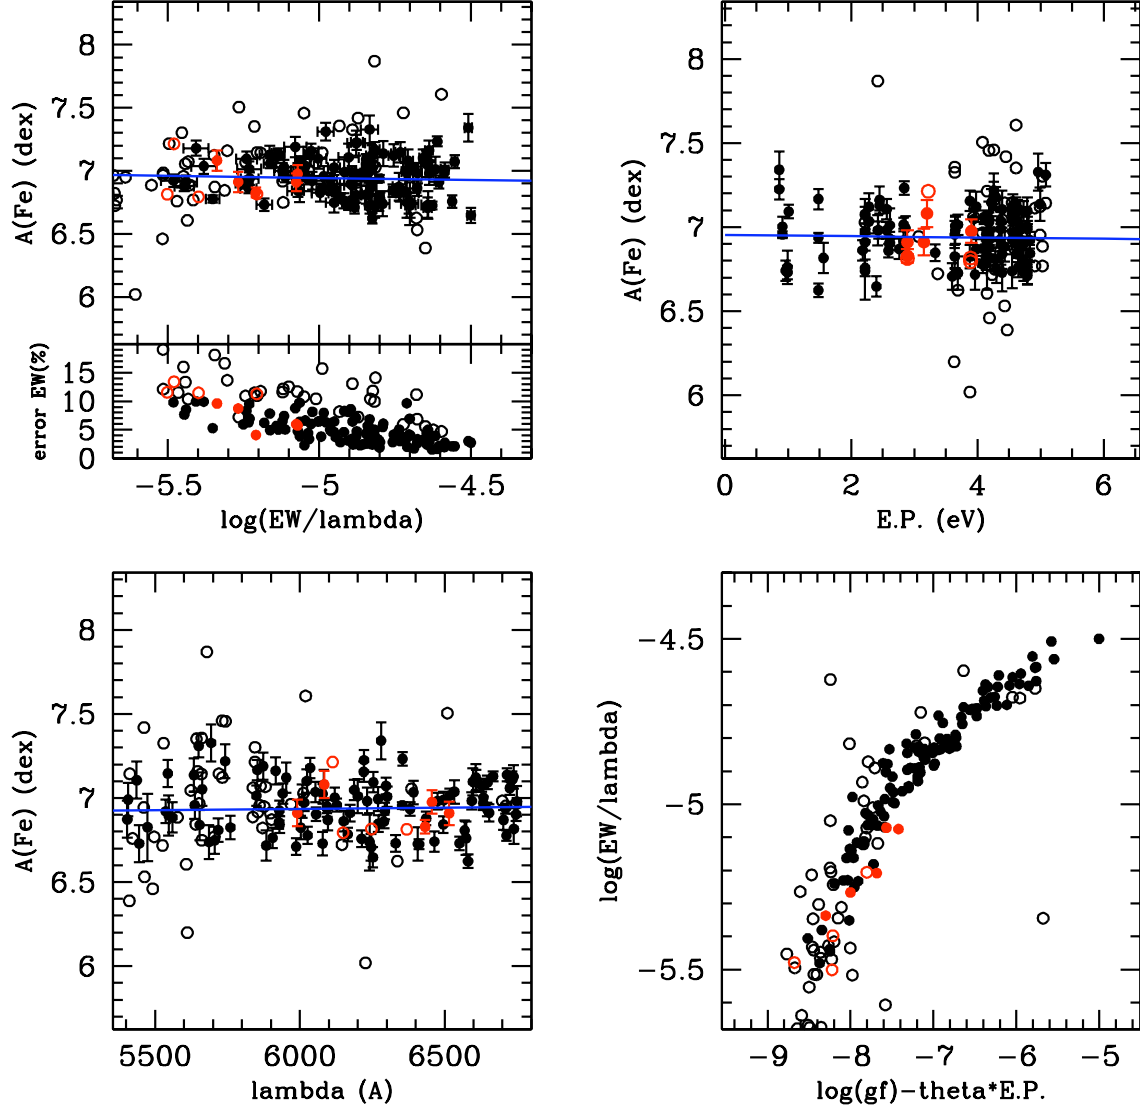 8
7.5
7
6.5
6
A(Fe) (dex)
15
10
5
0
error EW(%)
−5.5 −5 −4.5
log(EW/lambda)
8
7.5
7
6.5
6
A(Fe) (dex)
0 2 4 6
E.P. (eV)
8
7.5
7
6.5
6
A(Fe) (dex)
5500 6000 6500
lambda (A)
−4.5
−5
−5.5
log(EW/lambda)
−9 −8 −7 −6 −5
log(gf)−theta*E.P.